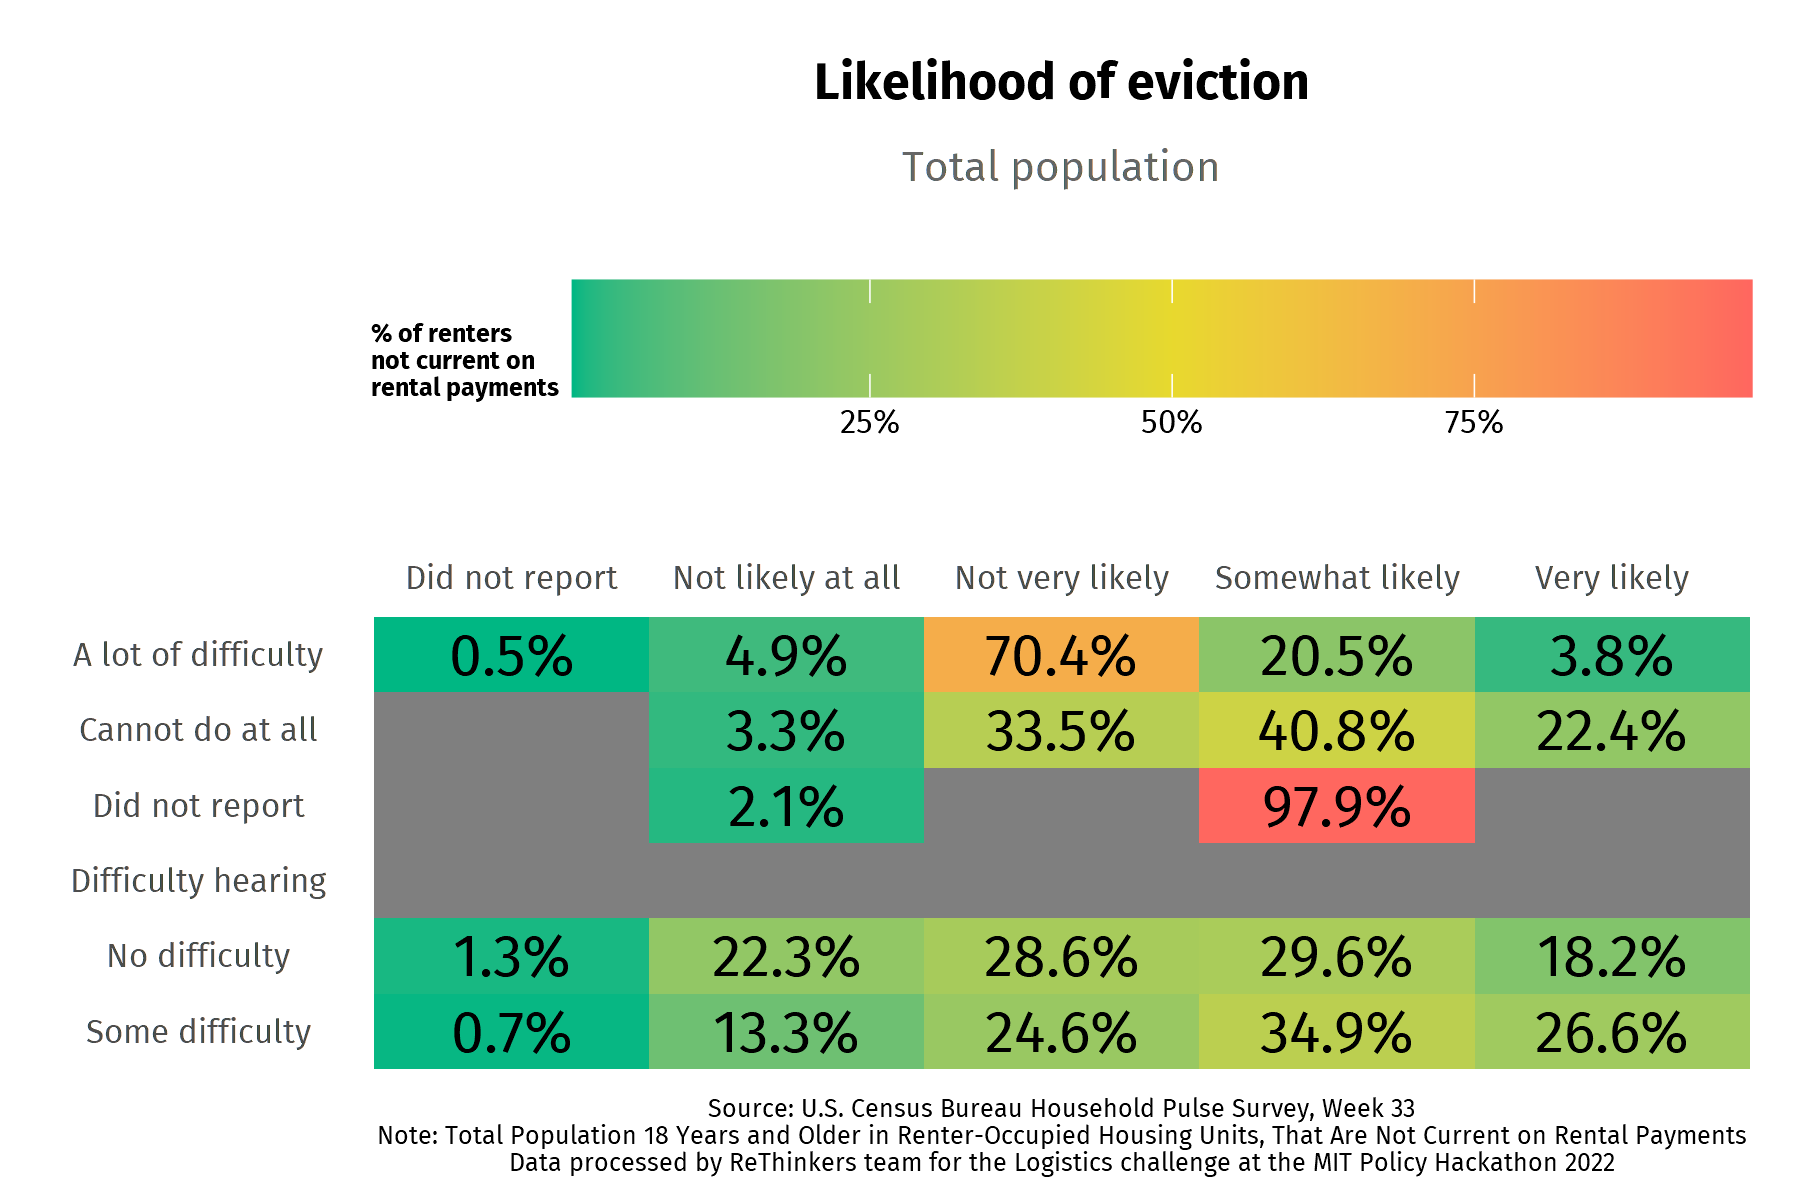 Likelihood of eviction
Total population
% of renters
not current on
rental payments
25% 50% 75%
Did not report Not likely at all Not very likely Somewhat likely Very likely
A lot of difficulty 0.5% 4.9% 70.4% 20.5% 3.8%
Cannot do at all 3.3% 33.5% 40.8% 22.4%
Did not report 2.1% 97.9%
Difficulty hearing
No difficulty 1.3% 22.3% 28.6% 29.6% 18.2%
Some difficulty 0.7% 13.3% 24.6% 34.9% 26.6%
Source: U.S. Census Bureau Household Pulse Survey, Week 33
Note: Total Population 18 Years and Older in Renter-Occupied Housing Units, That Are Not Current on Rental Payments
Data processed by ReThinkers team for the Logistics challenge at the MIT Policy Hackathon 2022